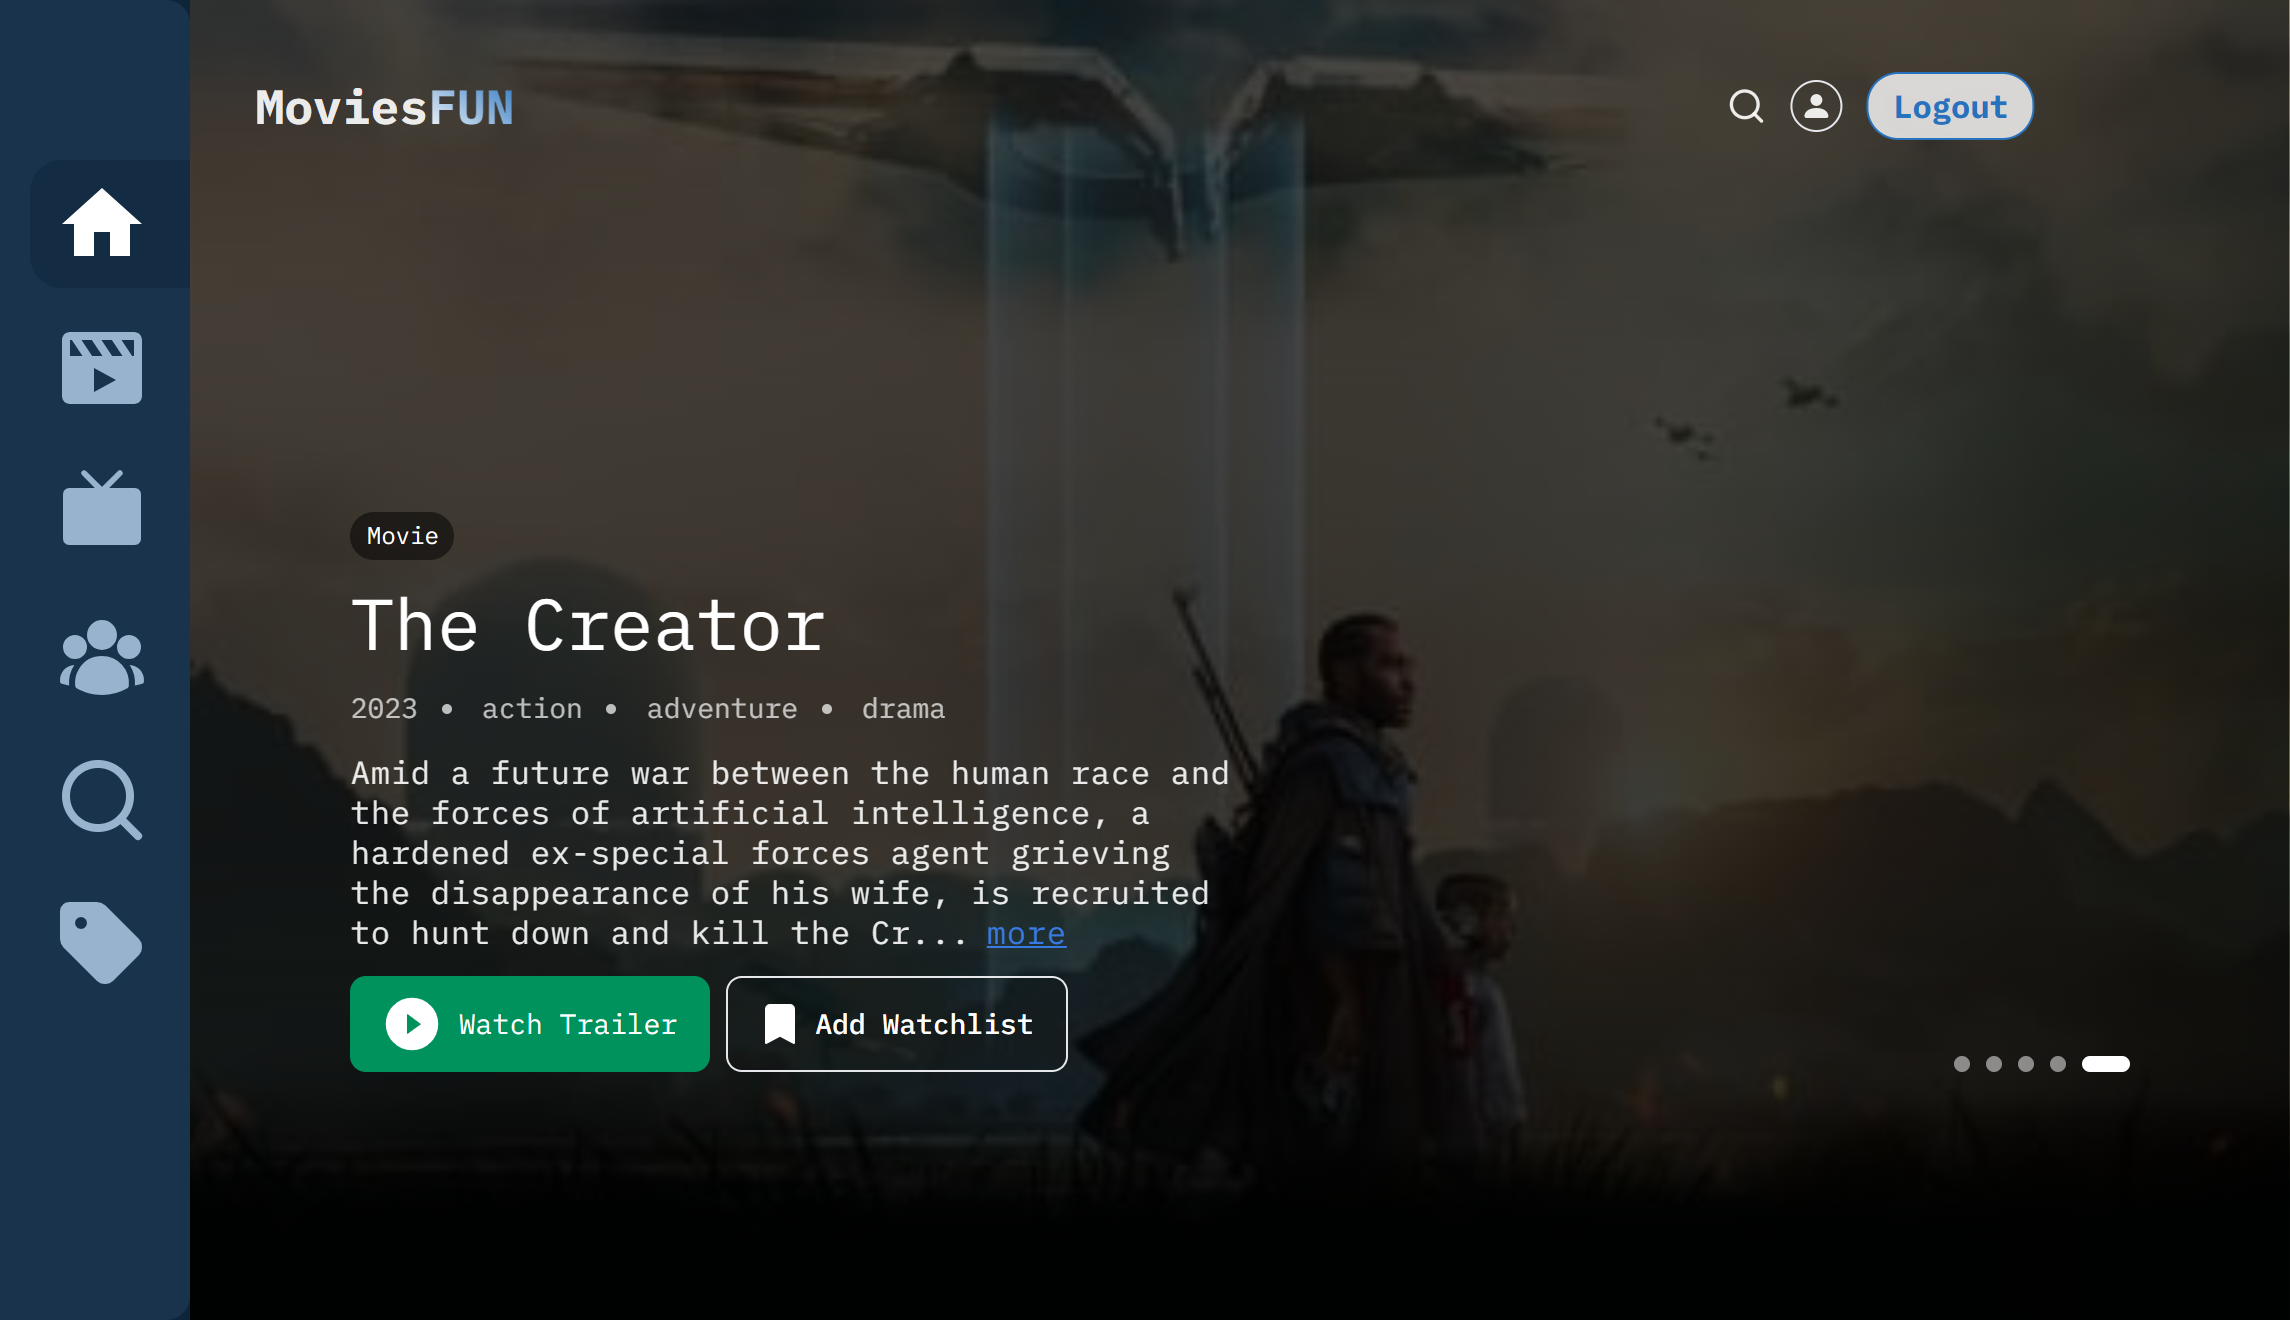 MoviesFUN
Logout
Movie
The Creator
2023 • action • adventure • drama
Amid a future war between the human race and
the forces of artificial intelligence, a
hardened ex-special forces agent grieving
the disappearance of his wife, is recruited
to hunt down and kill the Cr... more
Watch Trailer
Add Watchlist